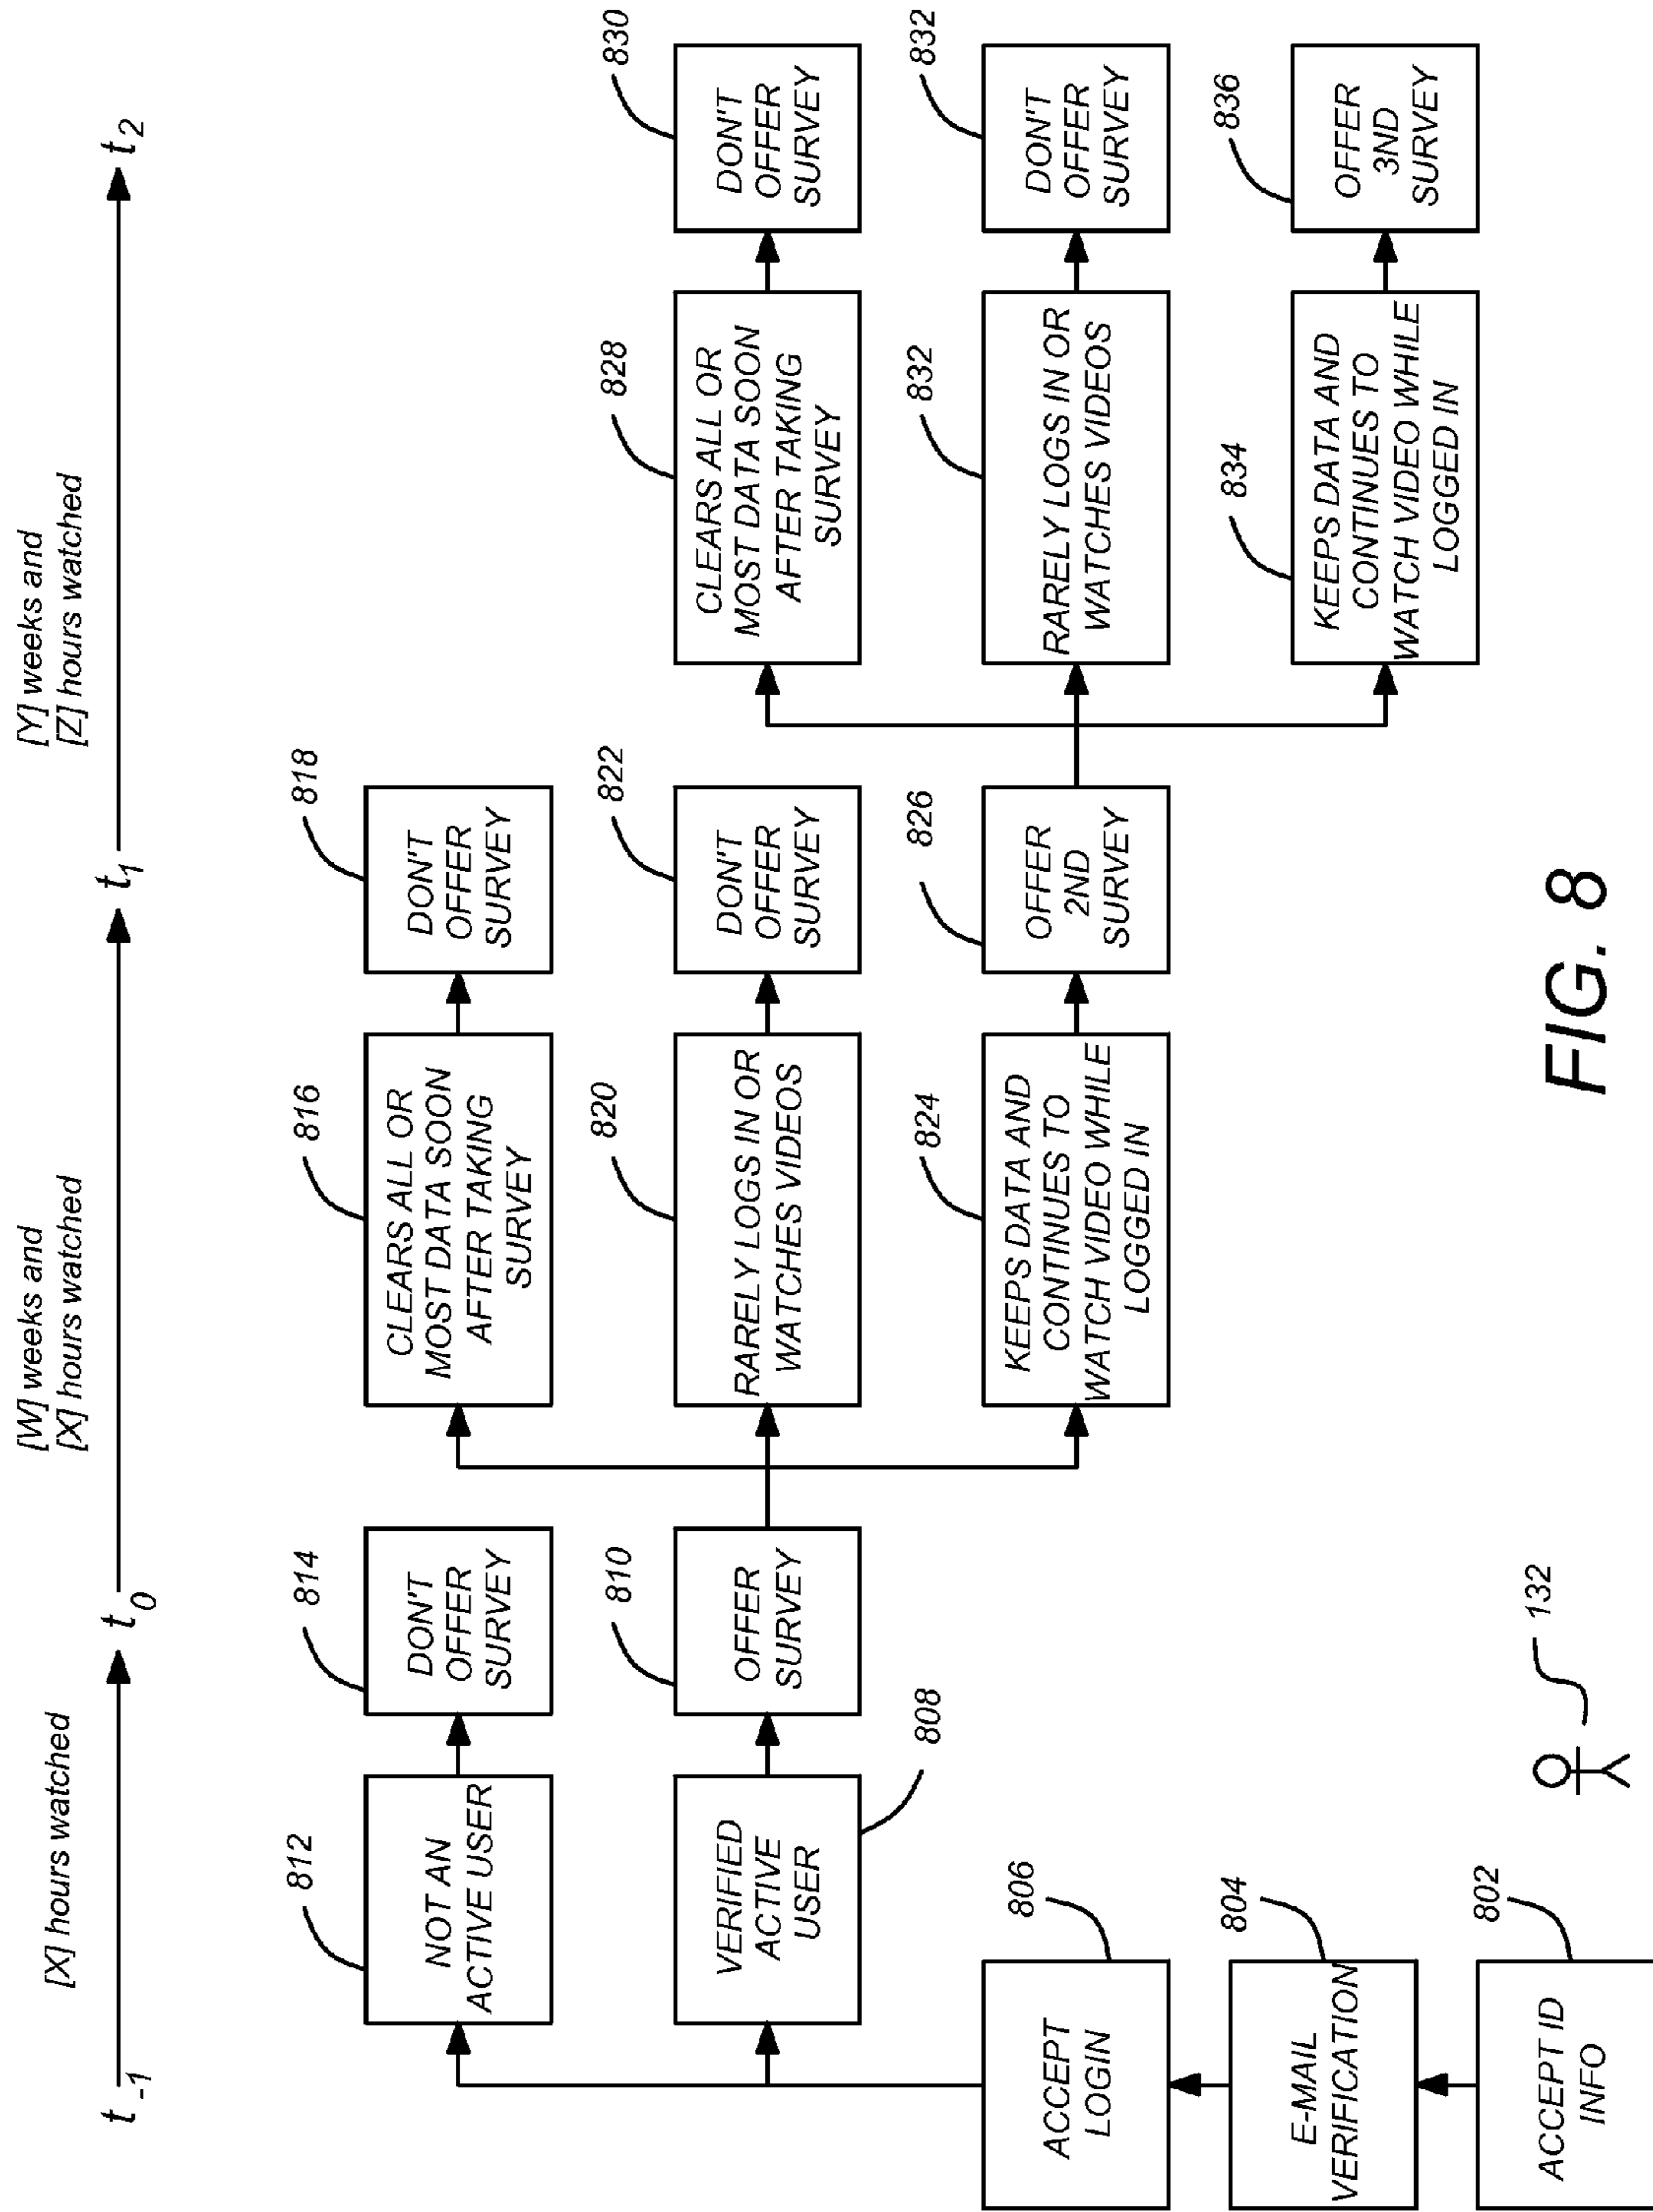 [X] hours watched
[W] weeks and
[X] hours watched
[Y] weeks and
[Z] hours watched
t-1
t0
t1
t2
812
NOT AN
ACTIVE USER
814
DON'T
OFFER
SURVEY
816
CLEARS ALL OR
MOST DATA SOON
AFTER TAKING
SURVEY
818
DON'T
OFFER
SURVEY
808
VERIFIED
ACTIVE
USER
810
OFFER
SURVEY
820
RARELY LOGS IN OR
WATCHES VIDEOS
822
DON'T
OFFER
SURVEY
828
CLEARS ALL OR
MOST DATA SOON
AFTER TAKING
SURVEY
830
DON'T
OFFER
SURVEY
806
ACCEPT
LOGIN
824
KEEPS DATA AND
CONTINUES TO
WATCH VIDEO WHILE
LOGGED IN
826
OFFER
2ND
SURVEY
832
RARELY LOGS IN OR
WATCHES VIDEOS
832
DON'T
OFFER
SURVEY
804
E-MAIL
VERIFICATION
834
KEEPS DATA AND
CONTINUES TO
WATCH VIDEO WHILE
LOGGED IN
836
OFFER
3ND
SURVEY
802
ACCEPT ID
INFO
132
FIG. 8